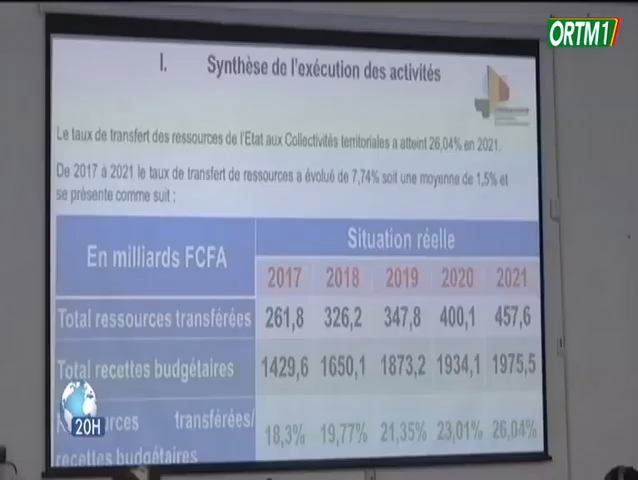 ORTM1
I. Synthèse de l'exécution des activités
Le taux de transfert des ressources de l'Etat aux Collectivités territoriales a atteint 26,04% en 2021.
De 2017 à 2021 le taux de transfert de ressources a évolué de 7,74% soit une moyenne de 1,5% et
se présente comme suit :
En milliards FCFA
Situation réelle
2017 2018 2019 2020 2021
Total ressources transférées 261,8 326,2 347,8 400,1 457,6
Total recettes budgétaires 1429,6 1650,1 1873,2 1934,1 1975,5
transférées/
recettes budgétaires
18,3% 19,77% 21,35% 23,01% 26,04%
20H